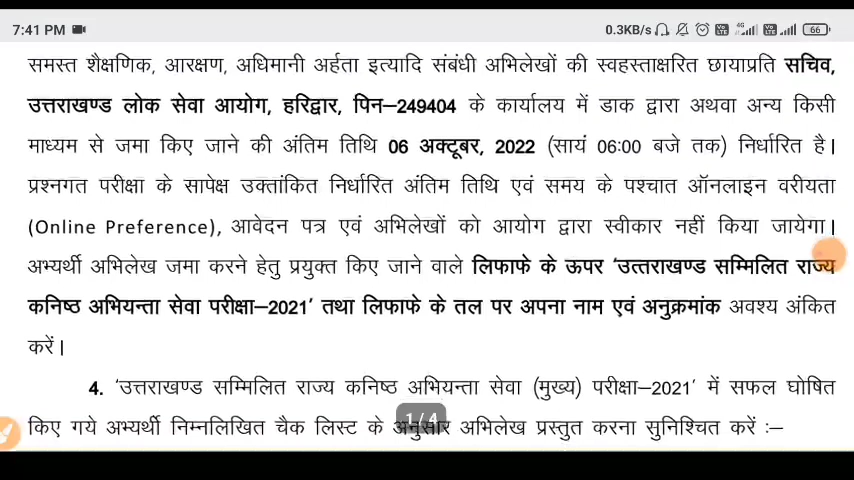 7:41 PM
0.3KB/s 4G 66
समस्त शैक्षणिक, आरक्षण, अधिमानी अर्हता इत्यादि संबंधी अभिलेखों की स्वहस्ताक्षरित छायाप्रति सचिव,
उत्तराखण्ड लोक सेवा आयोग, हरिद्वार, पिन–249404 के कार्यालय में डाक द्वारा अथवा अन्य किसी
माध्यम से जमा किए जाने की अंतिम तिथि 06 अक्टूबर, 2022 (सायं 06:00 बजे तक) निर्धारित है।
प्रश्नगत परीक्षा के सापेक्ष उक्तांकित निर्धारित अंतिम तिथि एवं समय के पश्चात ऑनलाइन वरीयता
(Online Preference), आवेदन पत्र एवं अभिलेखों को आयोग द्वारा स्वीकार नहीं किया जायेगा।
अभ्यर्थी अभिलेख जमा करने हेतु प्रयुक्त किए जाने वाले लिफाफे के ऊपर 'उत्तराखण्ड सम्मिलित राज्य
कनिष्ठ अभियन्ता सेवा परीक्षा–2021' तथा लिफाफे के तल पर अपना नाम एवं अनुक्रमांक अवश्य अंकित
करें।
4. 'उत्तराखण्ड सम्मिलित राज्य कनिष्ठ अभियन्ता सेवा (मुख्य) परीक्षा–2021' में सफल घोषित
किए गये अभ्यर्थी निम्नलिखित चैक लिस्ट के अनुसार अभिलेख प्रस्तुत करना सुनिश्चित करें :–
1/4